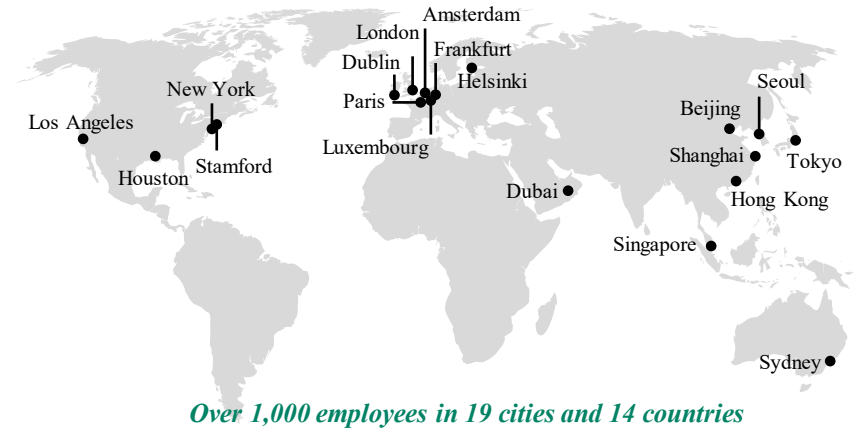 Amsterdam
London
Frankfurt
Dublin
Helsinki
Seoul
New York
Paris
Beijing
Los Angeles
Luxembourg
Shanghai
Tokyo
Stamford
Houston
Dubai
Hong Kong
Singapore
Sydney
Over 1,000 employees in 19 cities and 14 countries